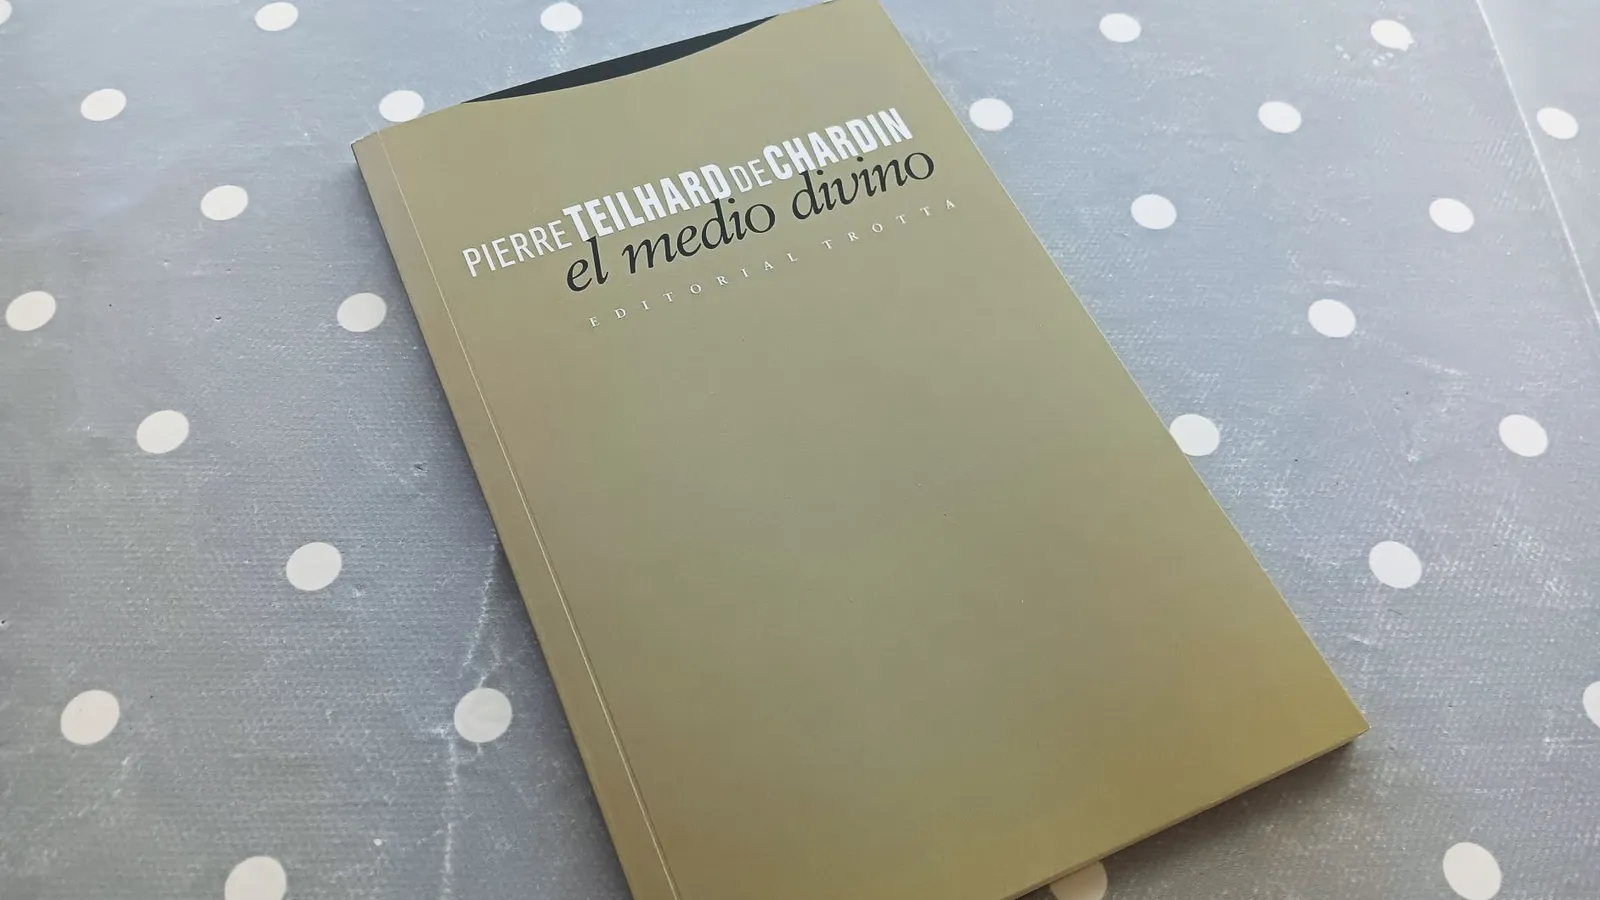 PIERRE TEILHARD DE CHARDIN
el medio divino
EDITORIAL TROTTA